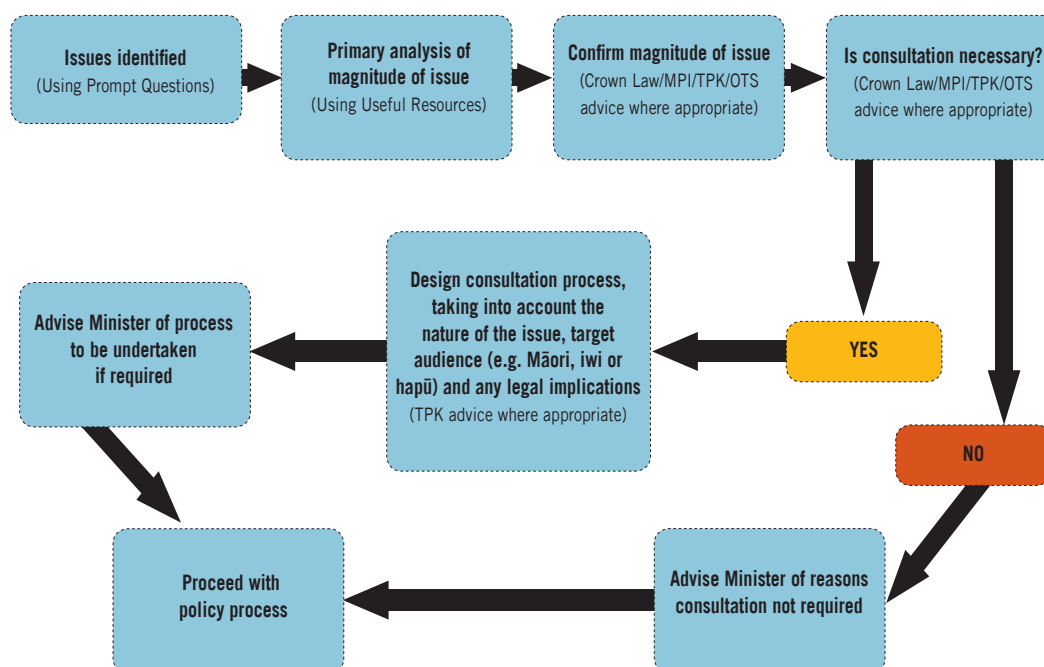 Issues identified
(Using Prompt Questions)
Primary analysis of
magnitude of issue
(Using Useful Resources)
Confirm magnitude of issue
(Crown Law/MPI/TPK/OTS
advice where appropriate)
Is consultation necessary?
(Crown Law/MPI/TPK/OTS
advice where appropriate)
YES
Design consultation process,
taking into account the
nature of the issue, target
audience (e.g. Māori, iwi or
hapū) and any legal implications
(TPK advice where appropriate)
Advise Minister of process
to be undertaken
if required
NO
Advise Minister of reasons
consultation not required
Proceed with
policy process